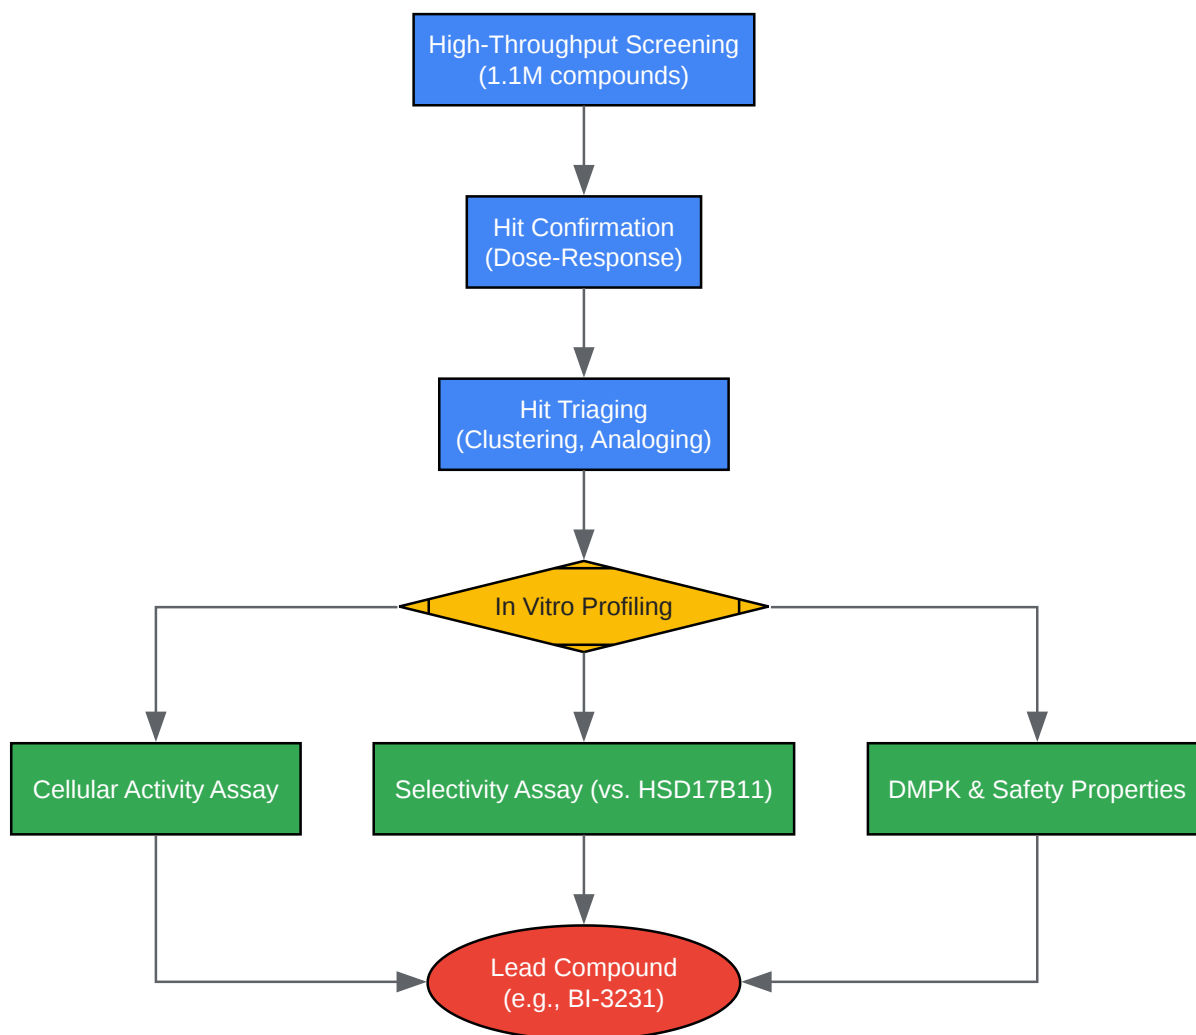 High-Throughput Screening
(1.1M compounds)
Hit Confirmation
(Dose-Response)
Hit Triaging
(Clustering, Analoging)
In Vitro Profiling
Cellular Activity Assay
Selectivity Assay (vs. HSD17B11)
DMPK & Safety Properties
Lead Compound
(e.g., BI-3231)